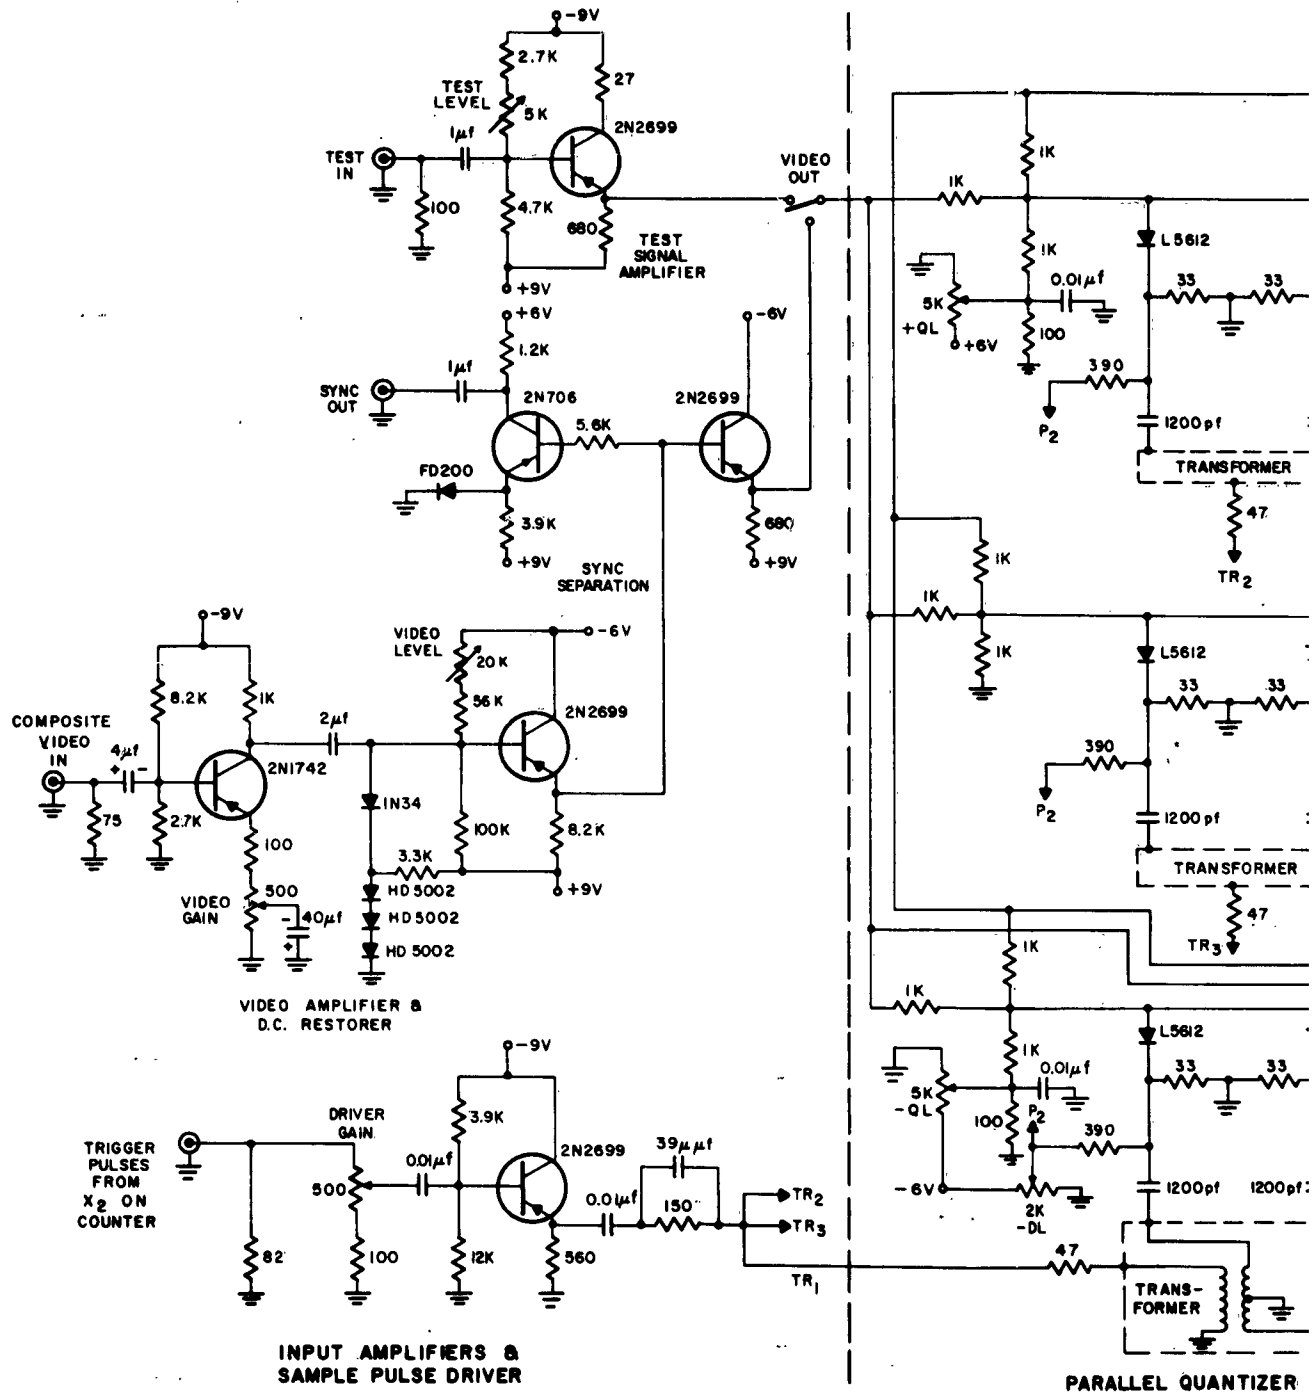 -9V
2.7K
27
TEST
LEVEL
5K
2N2699
1µf
TEST
IN
100
4.7K
680
TEST
SIGNAL
AMPLIFIER
+9V
VIDEO
OUT
+6V
1.2K
-6V
1µf
SYNC
OUT
2N706
2N2699
5.6K
FD200
3.9K
680
+9V
+9V
SYNC
SEPARATION
-9V
VIDEO
LEVEL
20K
-6V
8.2K
1K
56K
2N2699
COMPOSITE
VIDEO
IN
4µf
+ -
2µf
2N1742
75
2.7K
1N34
100K
8.2K
100
3.3K
+9V
VIDEO
GAIN
500
-
40µf
+
HD5002
HD5002
HD5002
VIDEO AMPLIFIER &
D.C. RESTORER
-9V
DRIVER
GAIN
3.9K
TRIGGER
PULSES
FROM
X2 ON
COUNTER
0.01µf
2N2699
39µµf
500
0.01µf
150
TR2
TR3
TR1
82
100
12K
560
INPUT AMPLIFIERS &
SAMPLE PULSE DRIVER
1K
1K
1K
L5612
5K
+QL
0.01µf
33
33
100
+6V
390
P2
1200pf
TRANSFORMER
47
TR2
1K
1K
1K
L5612
33
33
390
P2
1200pf
TRANSFORMER
47
TR3
1K
1K
1K
L5612
5K
-QL
0.01µf
33
33
100
P2
390
-6V
2K
-DL
1200pf
1200pf
47
TRANS-
FORMER
PARALLEL QUANTIZER